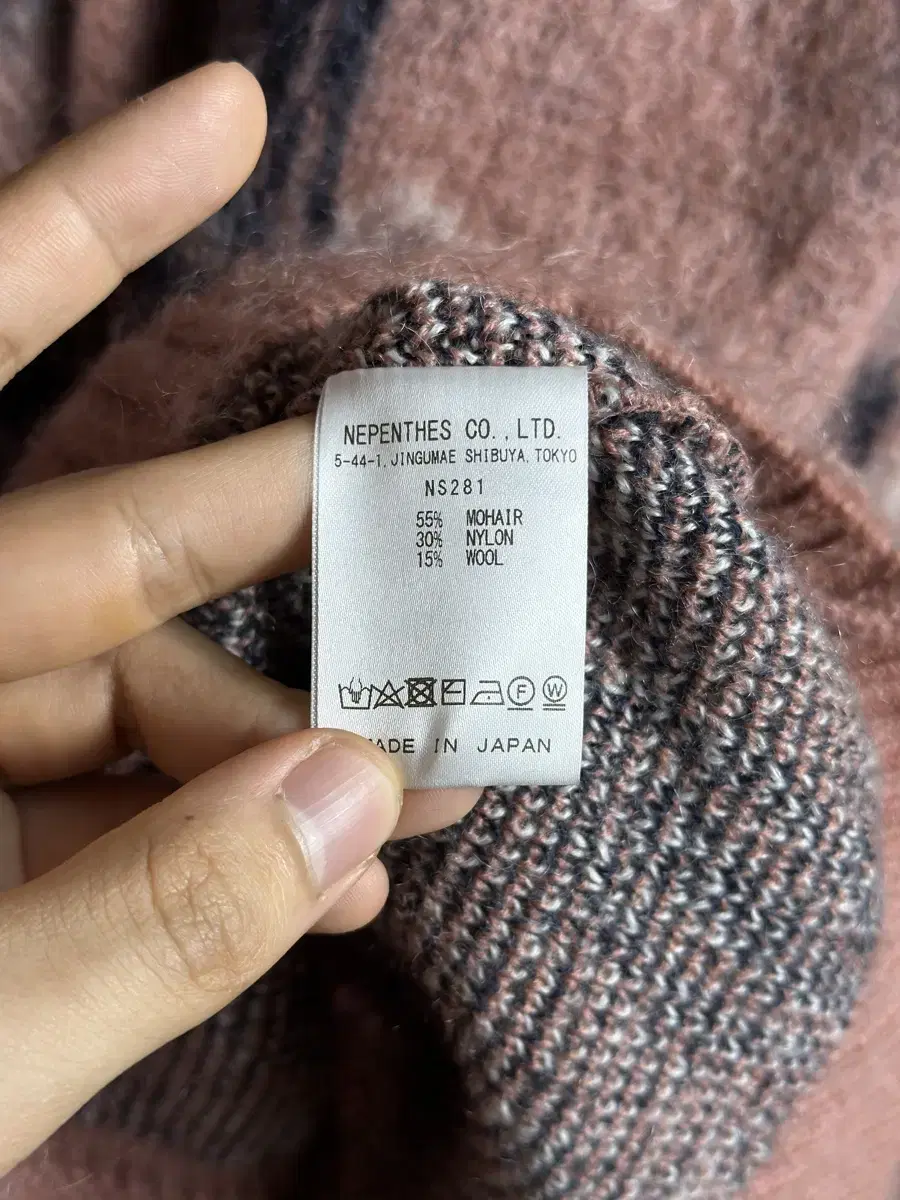 NEPENTHES CO.,LTD.
5-44-1, JINGUMAE SHIBUYA, TOKYO
NS281
55% MOHAIR
30% NYLON
15% WOOL
F W
ADE IN JAPAN